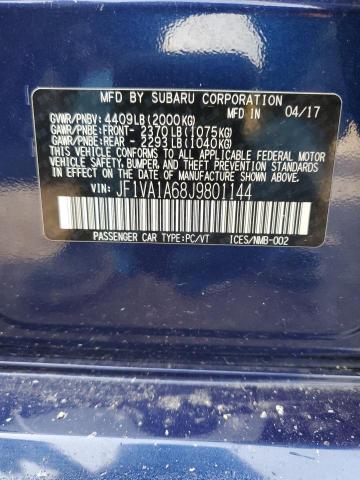 MFD BY SUBARU CORPORATION
MFD IN 04/17
GVWR/PNBV: 4409LB(2000KG)
GAWR/PNBE:FRONT- 2370LB(1075KG)
GAWR/PNBE:REAR - 2293LB(1040KG)
THIS VEHICLE CONFORMS TO ALL APPLICABLE FEDERAL MOTOR
VEHICLE SAFETY, BUMPER, AND THEFT PREVENTION STANDARDS
IN EFFECT ON THE DATE OF MANUFACTURE SHOWN ABOVE.
VIN: JF1VA1A68J9801144
PASSENGER CAR TYPE:PC/VT ICES/NMB-002